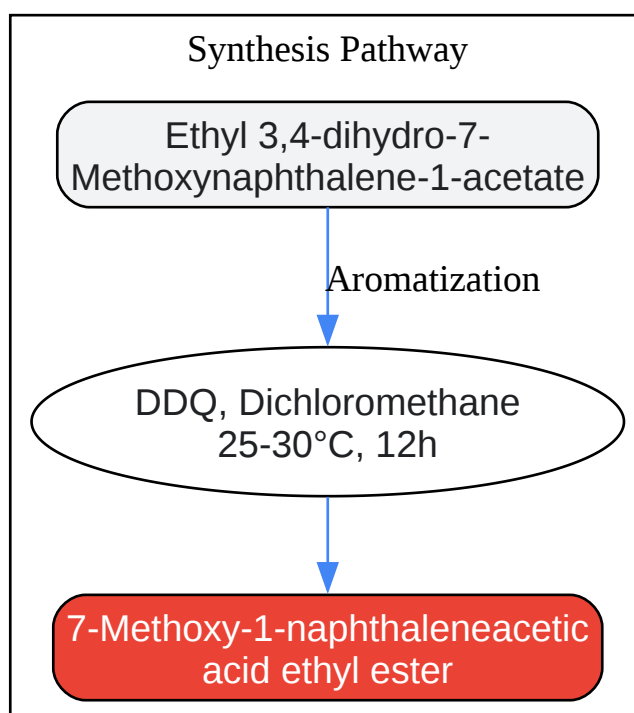 Synthesis Pathway
Ethyl 3,4-dihydro-7-
Methoxynaphthalene-1-acetate
Aromatization
DDQ, Dichloromethane
25-30°C, 12h
7-Methoxy-1-naphthaleneacetic
acid ethyl ester